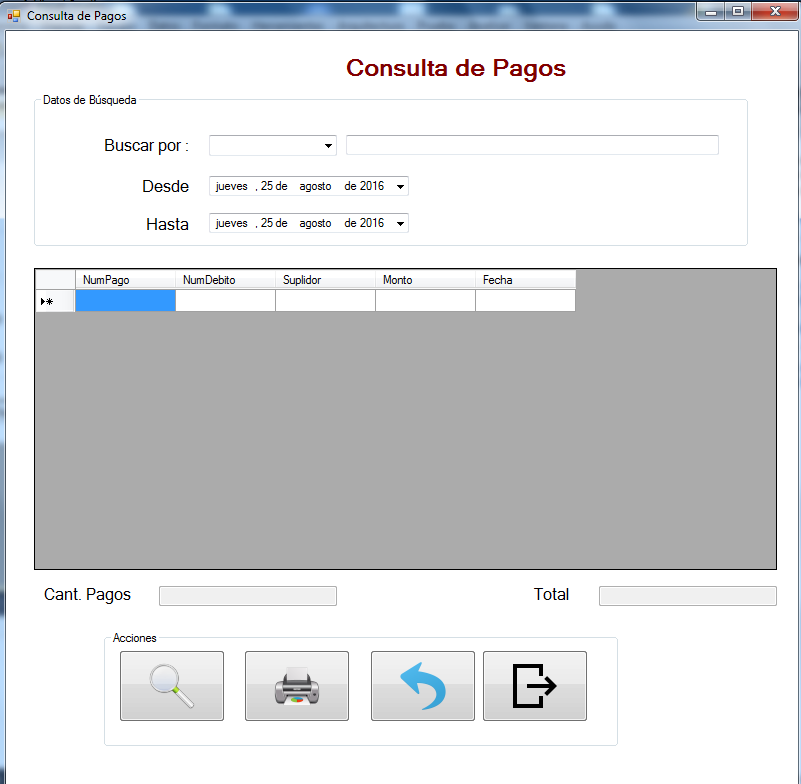 Consulta de Pagos
Consulta de Pagos
Datos de Búsqueda
Buscar por :
Desde jueves , 25 de agosto de 2016
Hasta jueves , 25 de agosto de 2016
NumPago NumDebito Suplidor Monto Fecha
Cant. Pagos Total
Acciones